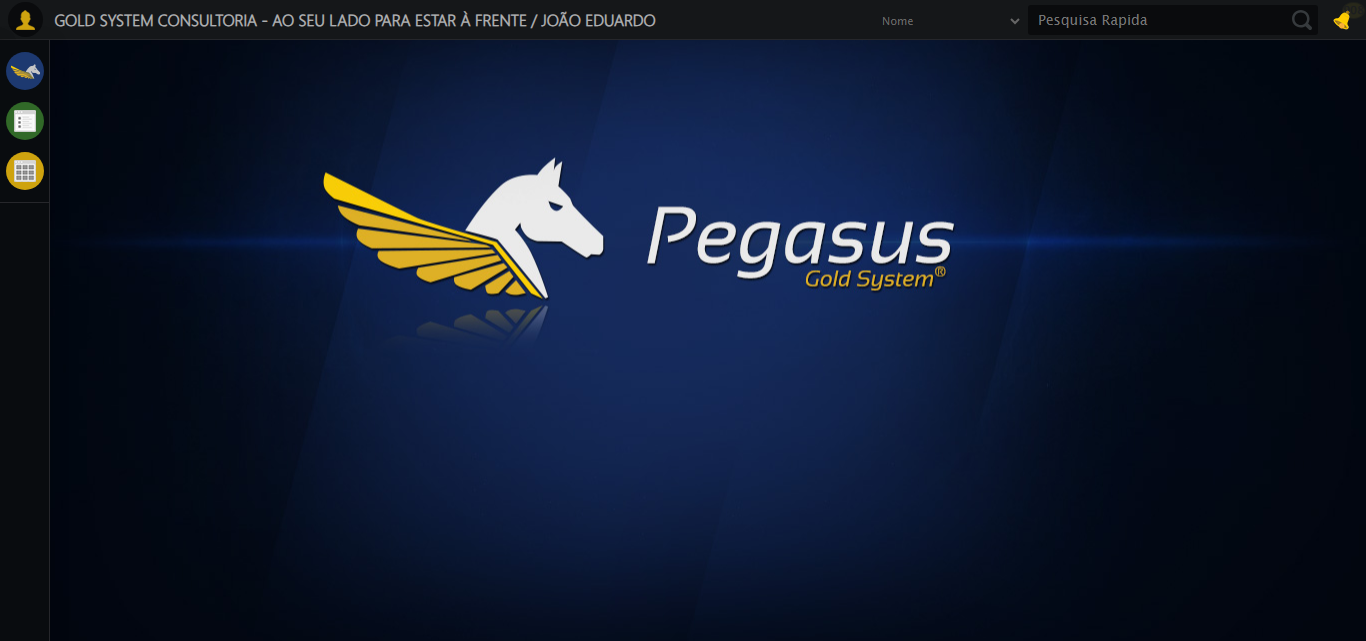 GOLD SYSTEM CONSULTORIA - AO SEU LADO PARA ESTAR À FRENTE / JOÃO EDUARDO
Nome
Pesquisa Rapida
Pegasus
Gold System®